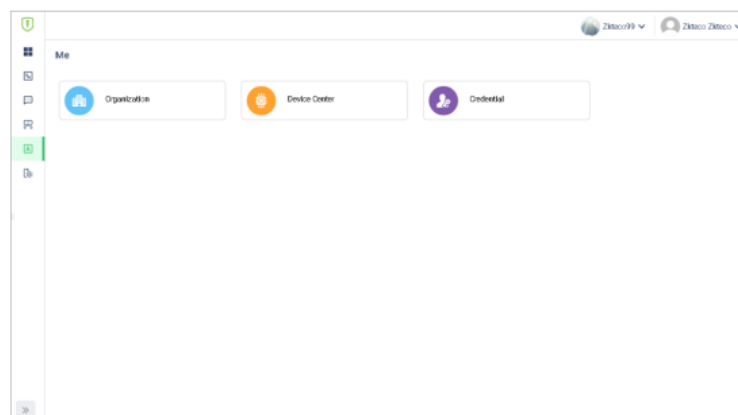 Zkteco99
Zkteco Zkteco
Me
Organization
Device Center
Credential